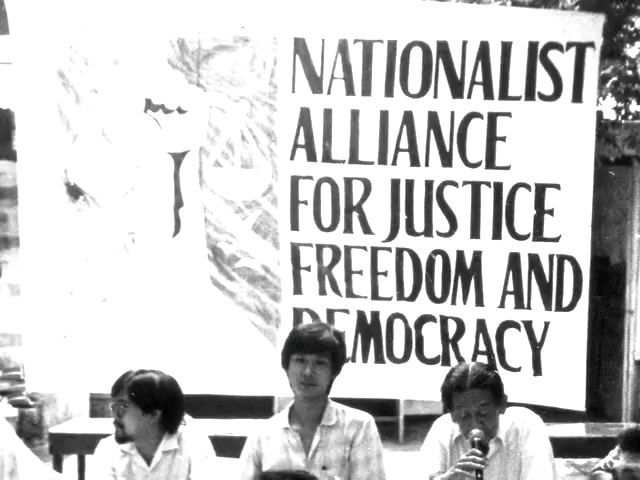 NATIONALIST
ALLIANCE
FOR JUSTICE
FREEDOM AND
DEMOCRACY